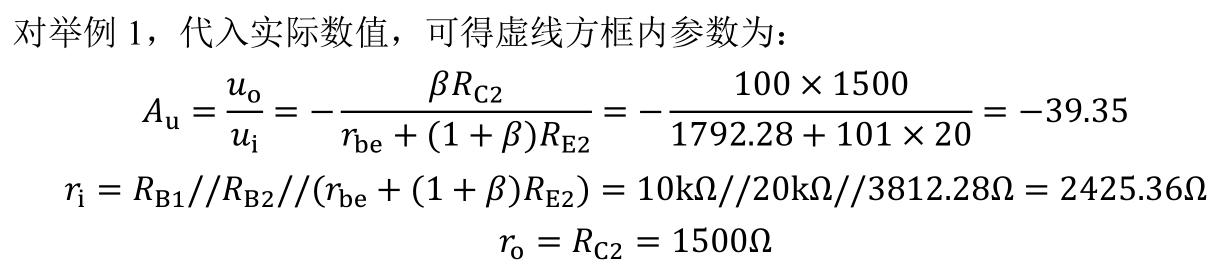 对举例 1，代入实际数值，可得虚线方框内参数为：
A_u = u_o/u_i = −βR_C2/(r_be + (1 + β)R_E2) = −(100 × 1500)/(1792.28 + 101 × 20) = −39.35
r_i = R_B1//R_B2//(r_be + (1 + β)R_E2) = 10kΩ//20kΩ//3812.28Ω = 2425.36Ω
r_o = R_C2 = 1500Ω